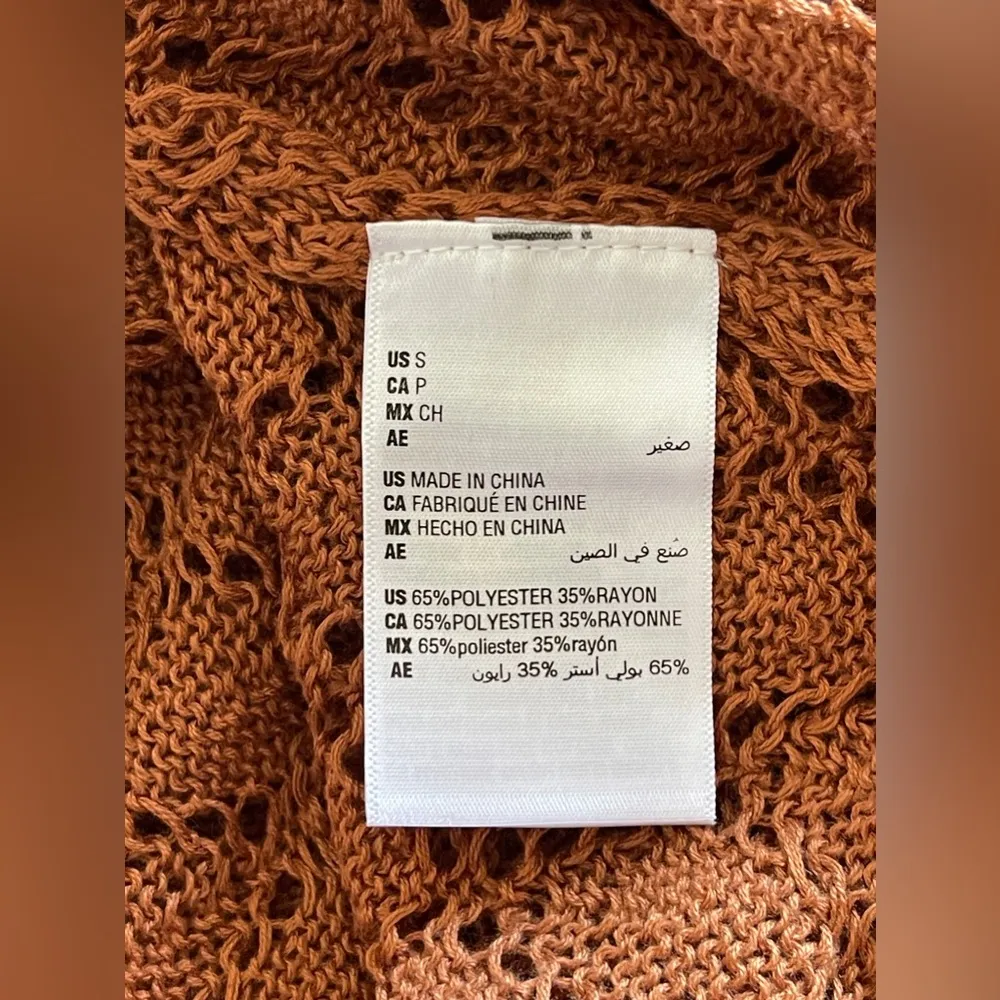 US S
CA P
MX CH
AE صغير
US MADE IN CHINA
CA FABRIQUÉ EN CHINE
MX HECHO EN CHINA
AE صُنع في الصين
US 65%POLYESTER 35%RAYON
CA 65%POLYESTER 35%RAYONNE
MX 65%poliester 35%rayón
AE 65% بولي أستر 35% رايون